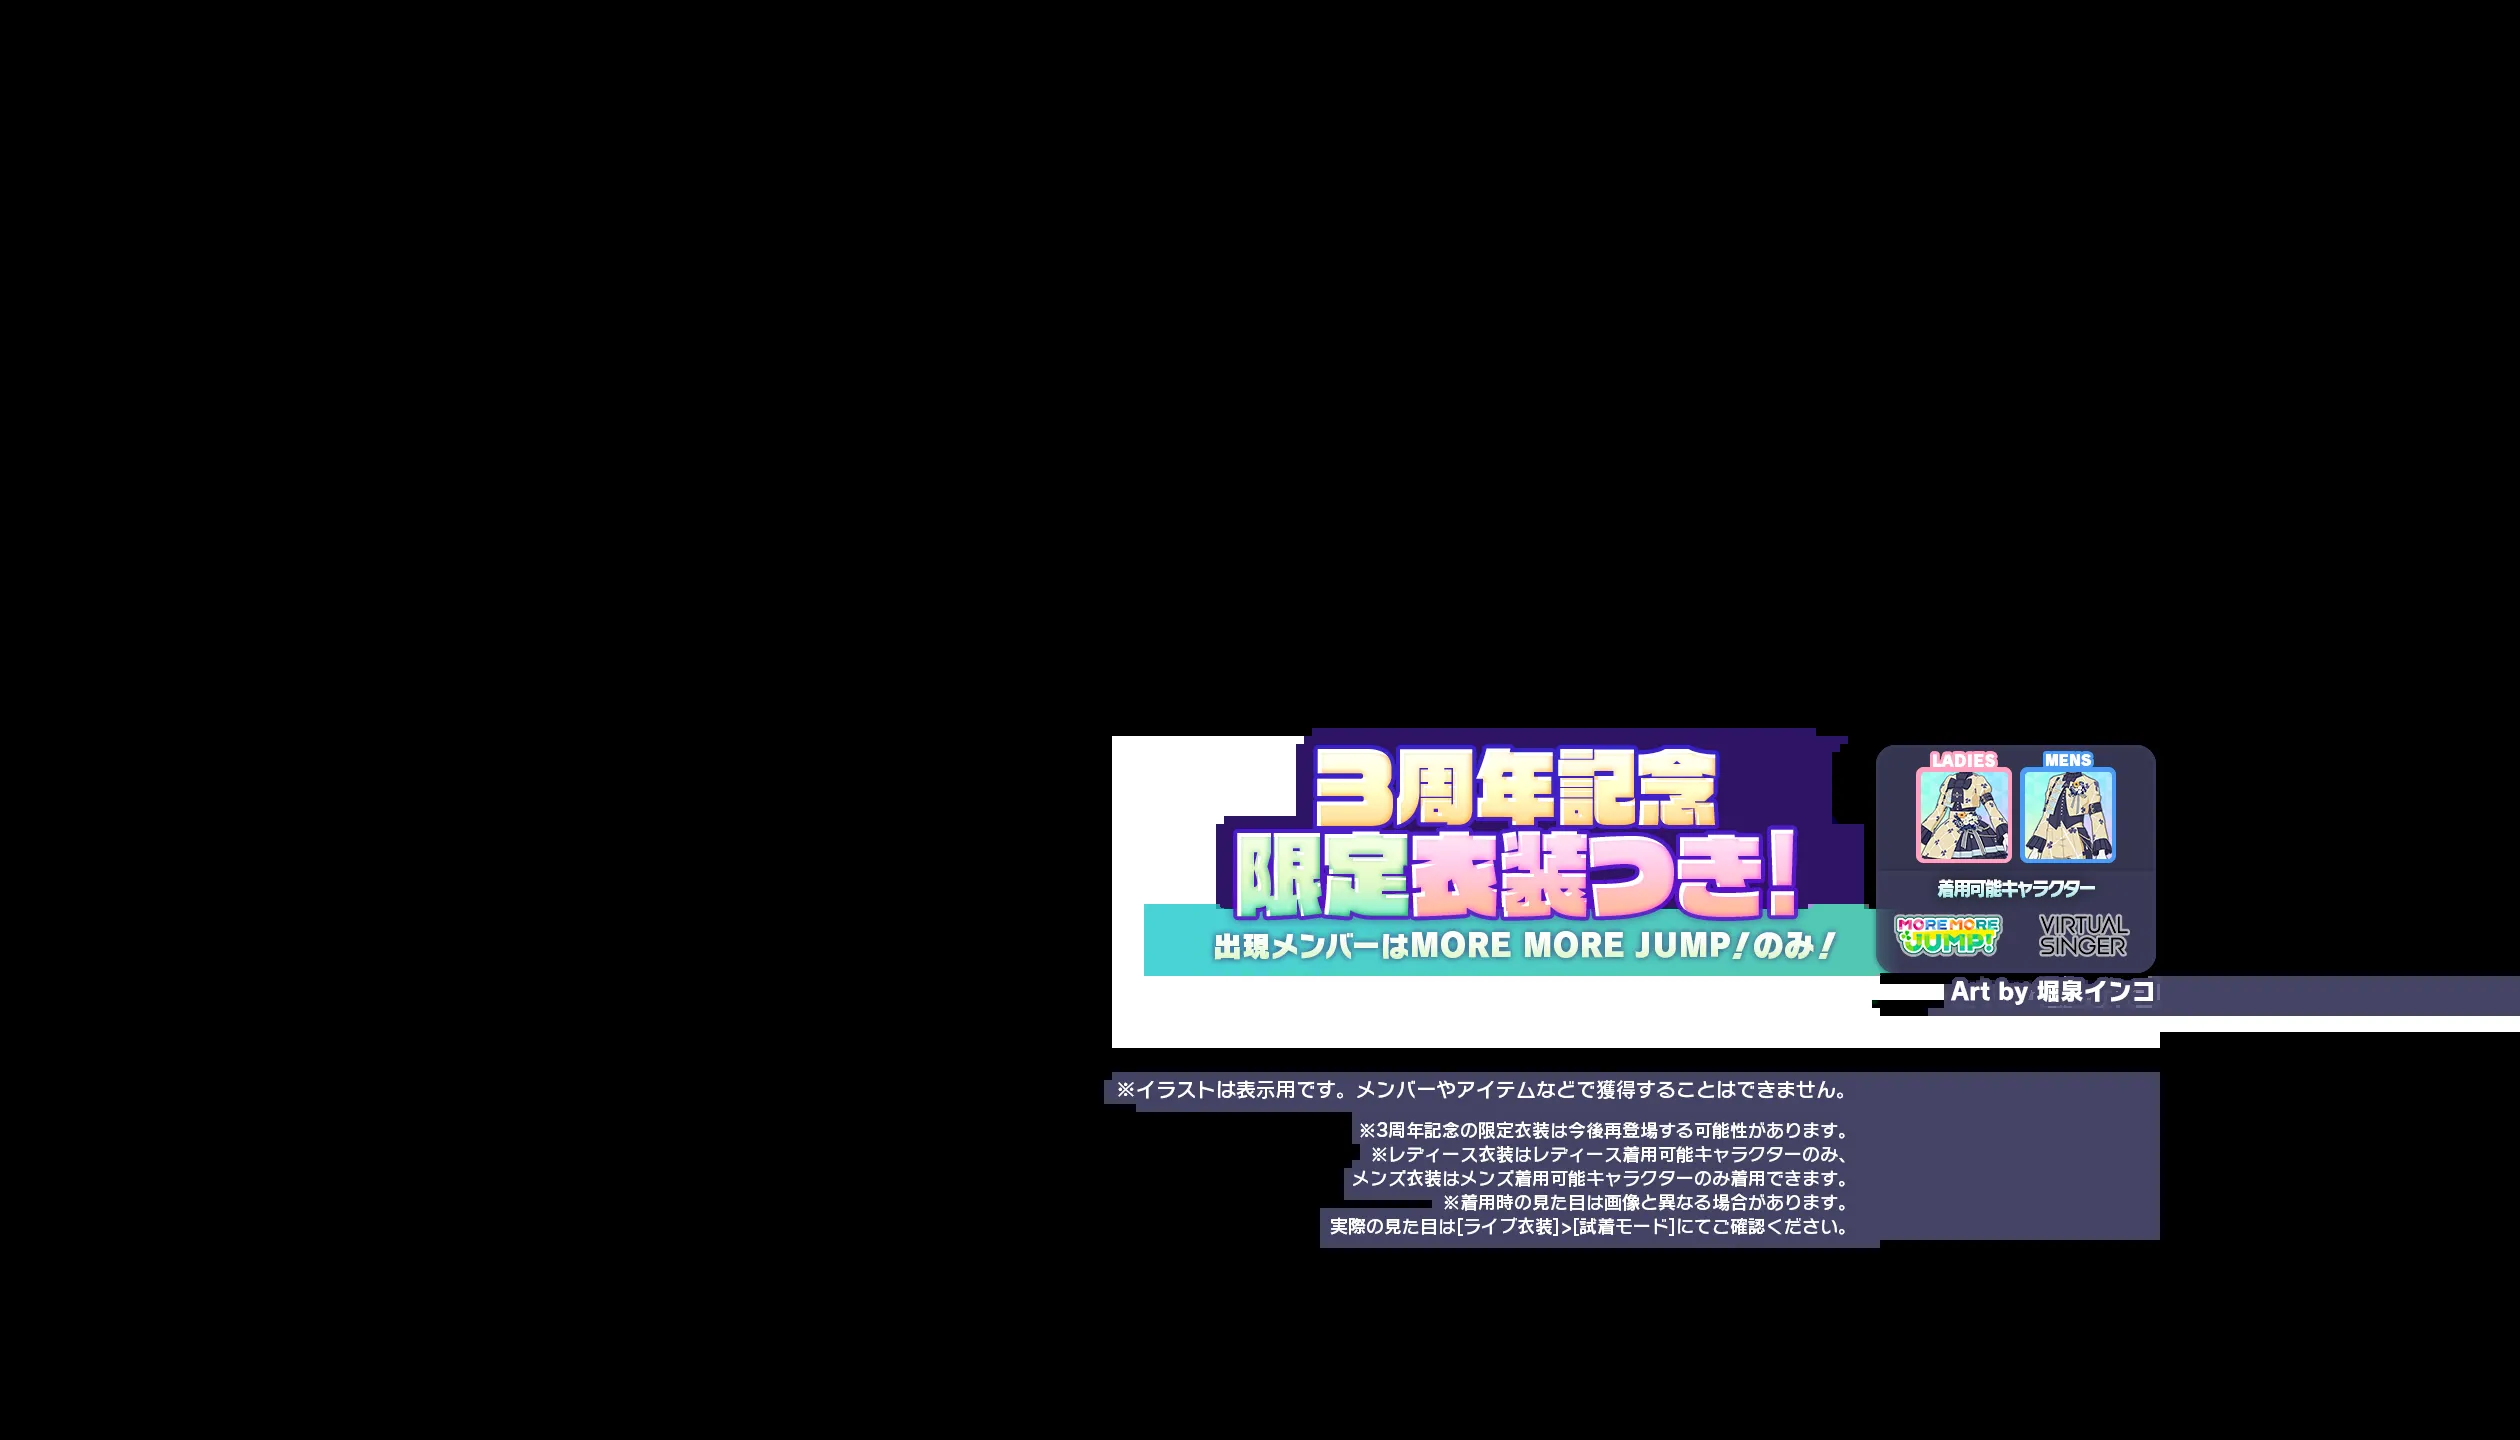 3周年記念
限定衣装つき!
出現メンバーはMORE MORE JUMP!のみ!
LADIES
MENS
着用可能キャラクター
MORE MORE JUMP!
VIRTUAL SINGER
Art by 堀泉インコ
※イラストは表示用です。メンバーやアイテムなどで獲得することはできません。
※3周年記念の限定衣装は今後再登場する可能性があります。
※レディース衣装はレディース着用可能キャラクターのみ、
メンズ衣装はメンズ着用可能キャラクターのみ着用できます。
※着用時の見た目は画像と異なる場合があります。
実際の見た目は[ライブ衣装]>[試着モード]にてご確認ください。